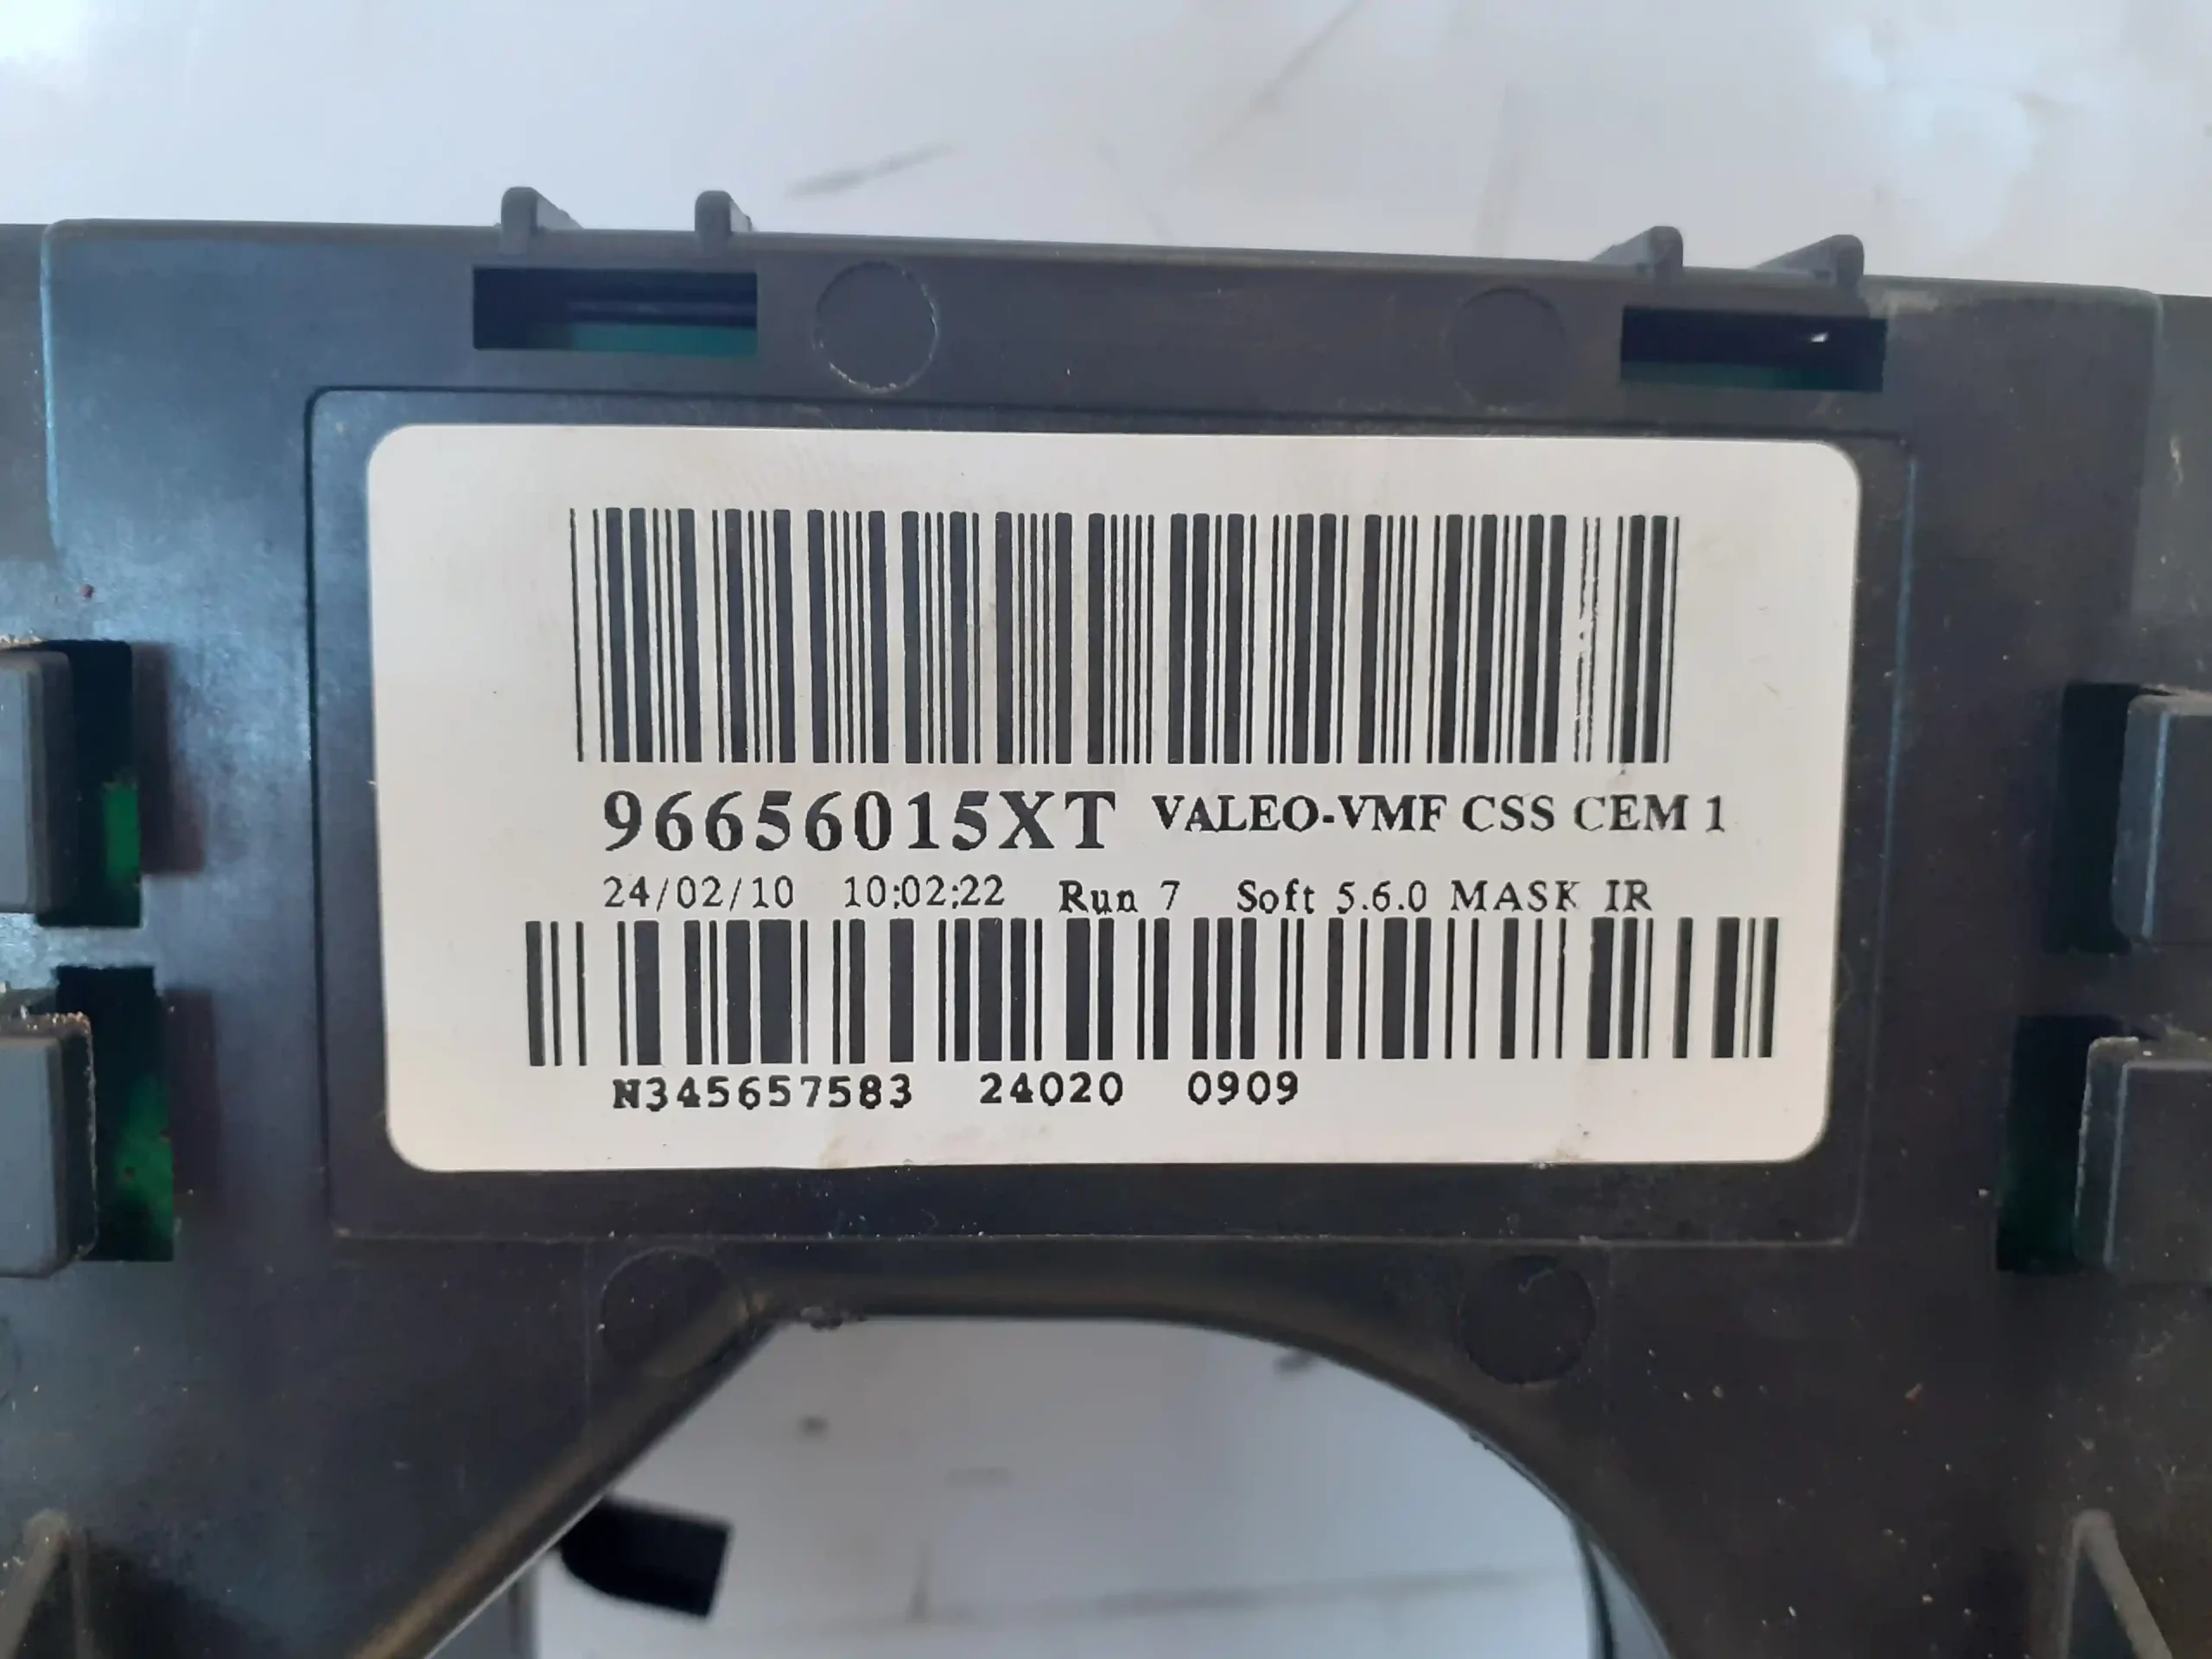 96656015XT VALEO-VMF CSS CEM 1
24/02/10 10:02:22 Run 7 Soft 5.6.0 MASK IR
N345657583 24020 0909